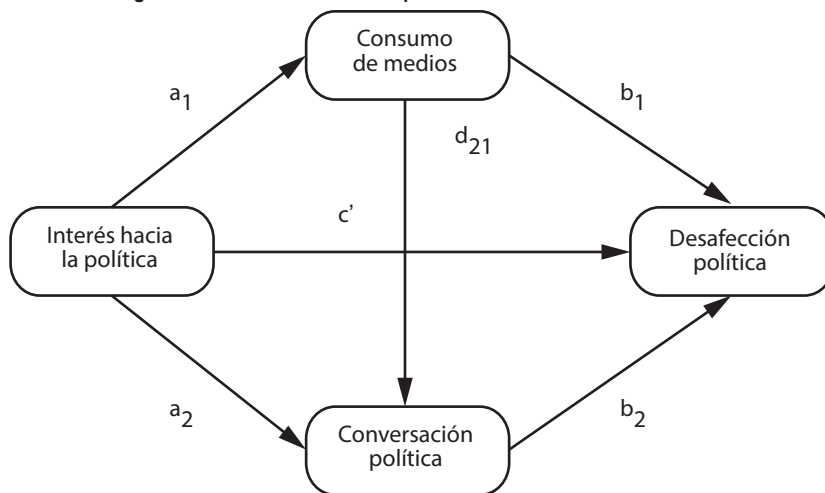 Consumo
de medios
a1
b1
d21
Interés hacia
la política
c'
Desafección
política
a2
b2
Conversación
política